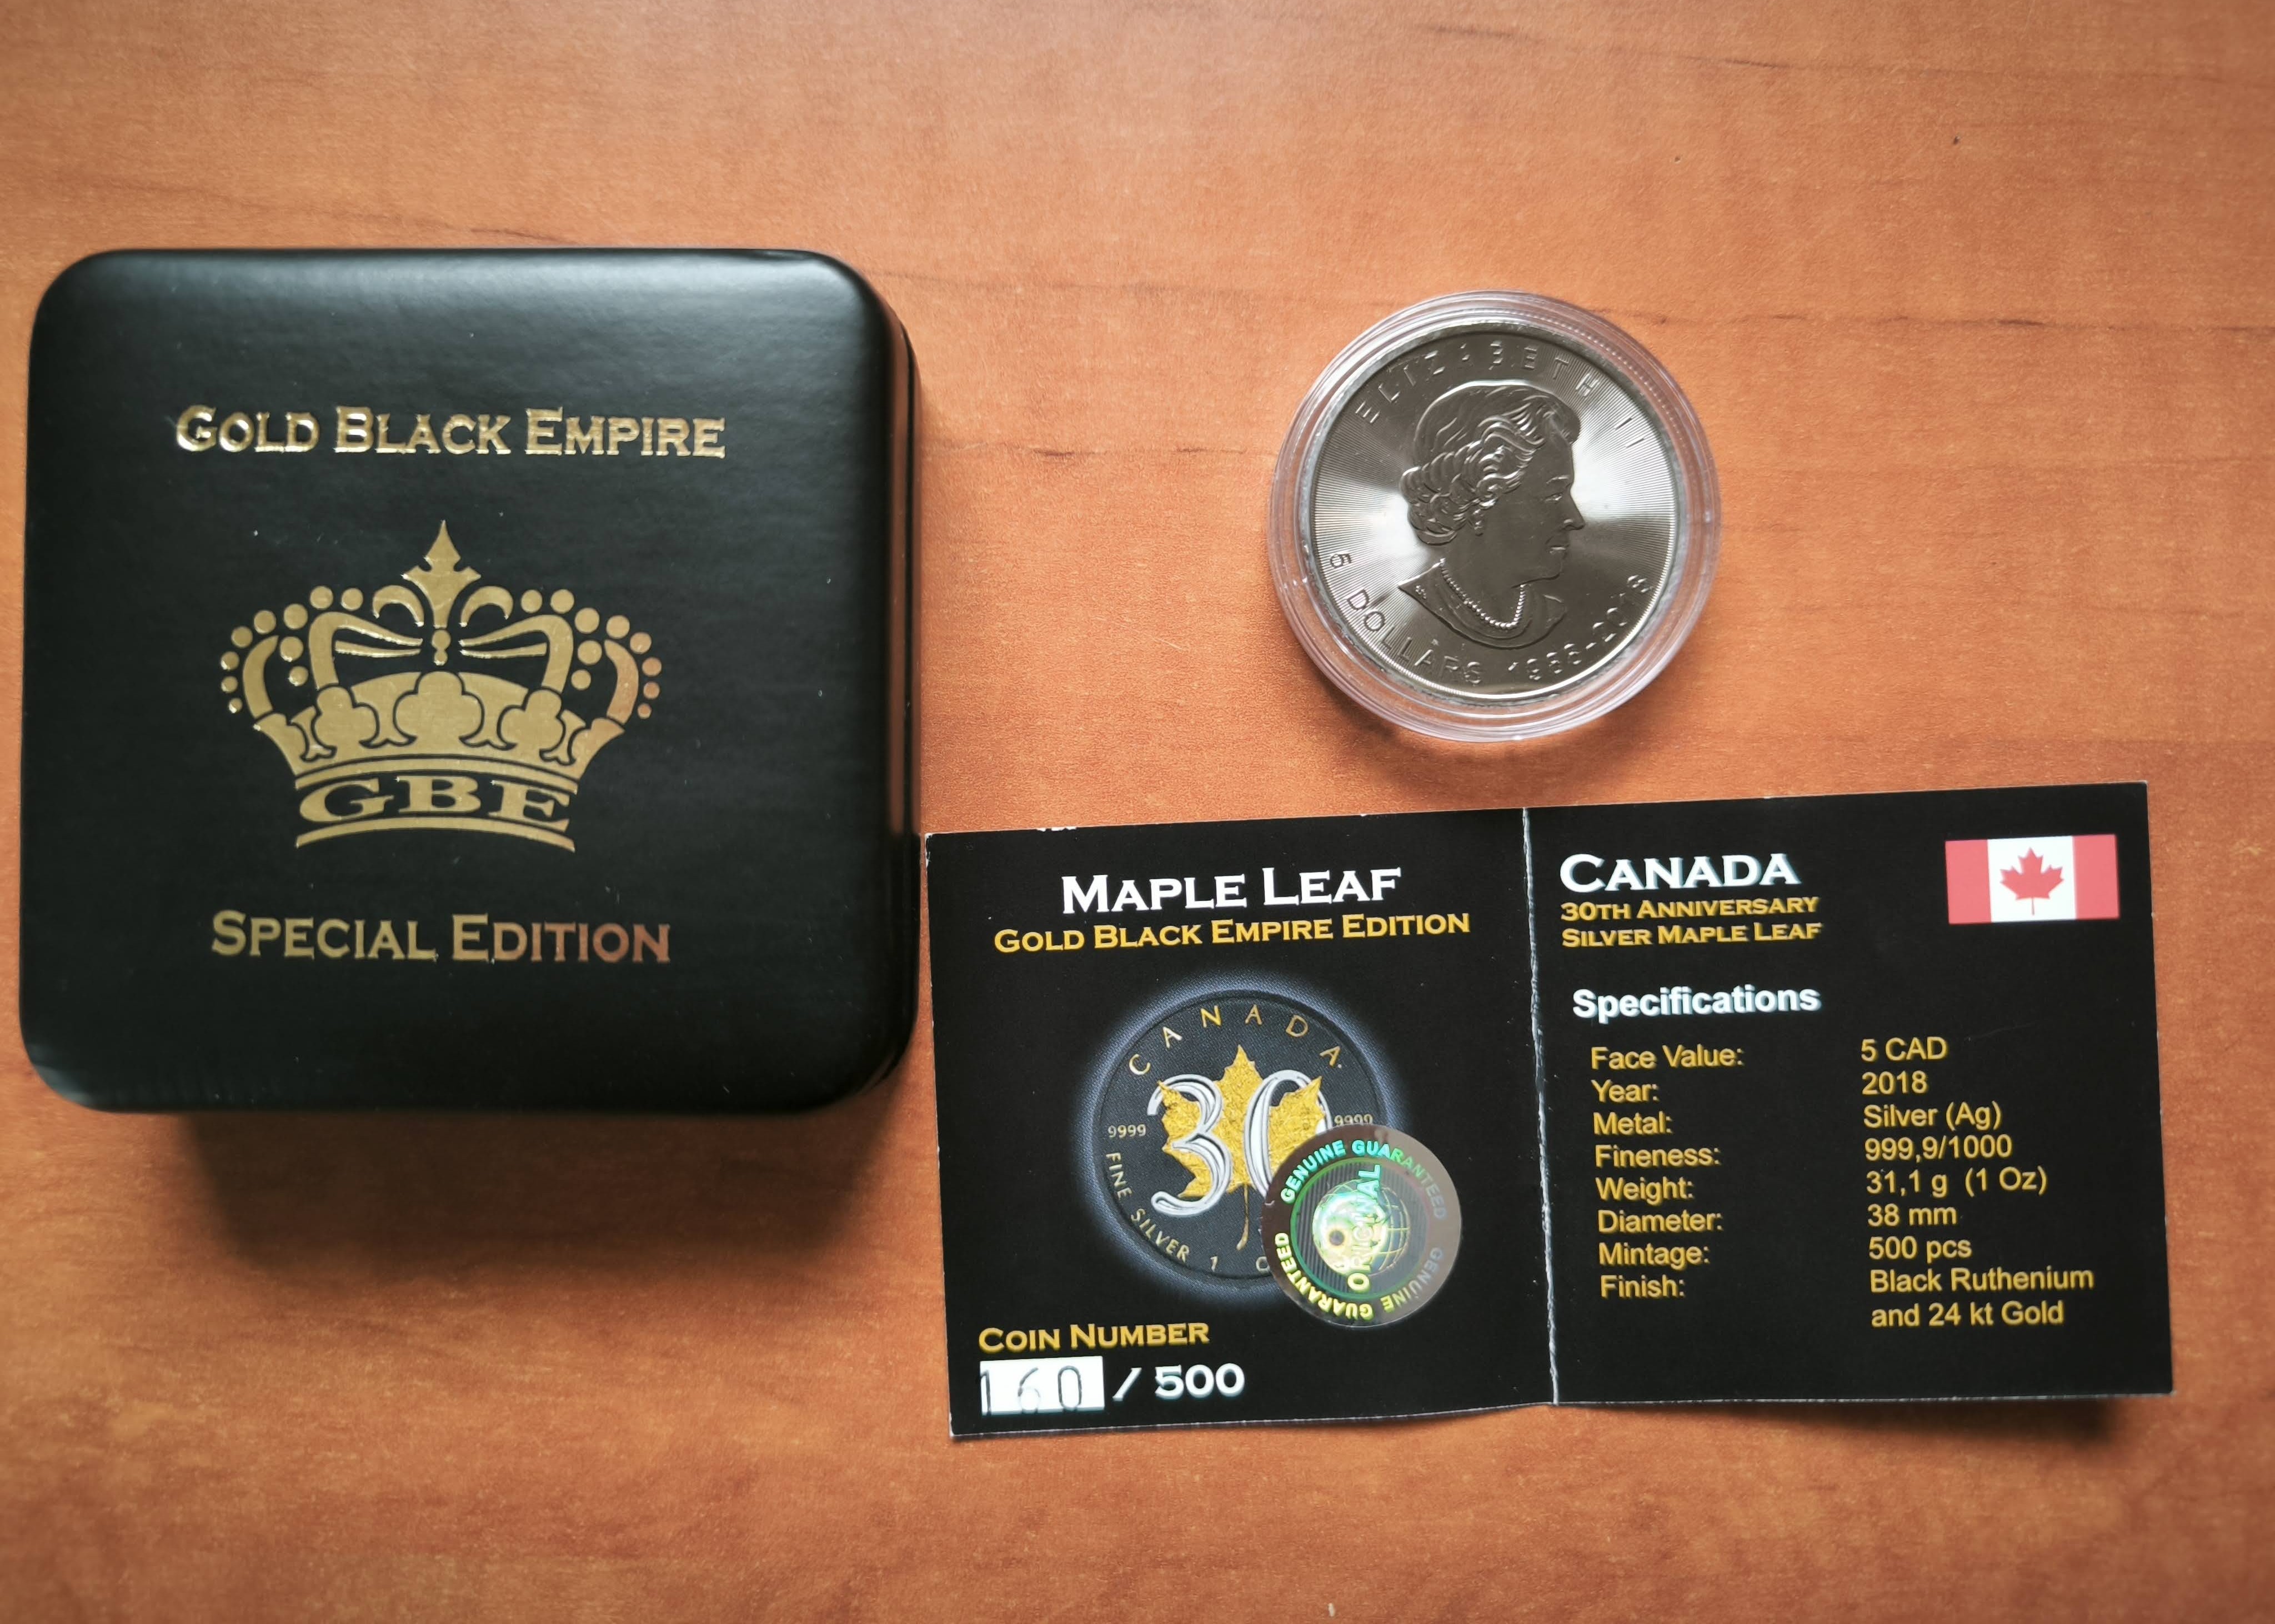 GOLD BLACK EMPIRE
GBE
SPECIAL EDITION
ELIZABETH II
5 DOLLARS 1988-2018
MAPLE LEAF
GOLD BLACK EMPIRE EDITION
CANADA
30
9999 9999
FINE SILVER 1
GENUINE GUARANTEED GENUINE GUARANTEED
ORIGINAL
COIN NUMBER
160 / 500
CANADA
30TH ANNIVERSARY
SILVER MAPLE LEAF
Specifications
Face Value: 5 CAD
Year: 2018
Metal: Silver (Ag)
Fineness: 999,9/1000
Weight: 31,1 g (1 Oz)
Diameter: 38 mm
Mintage: 500 pcs
Finish: Black Ruthenium
and 24 kt Gold